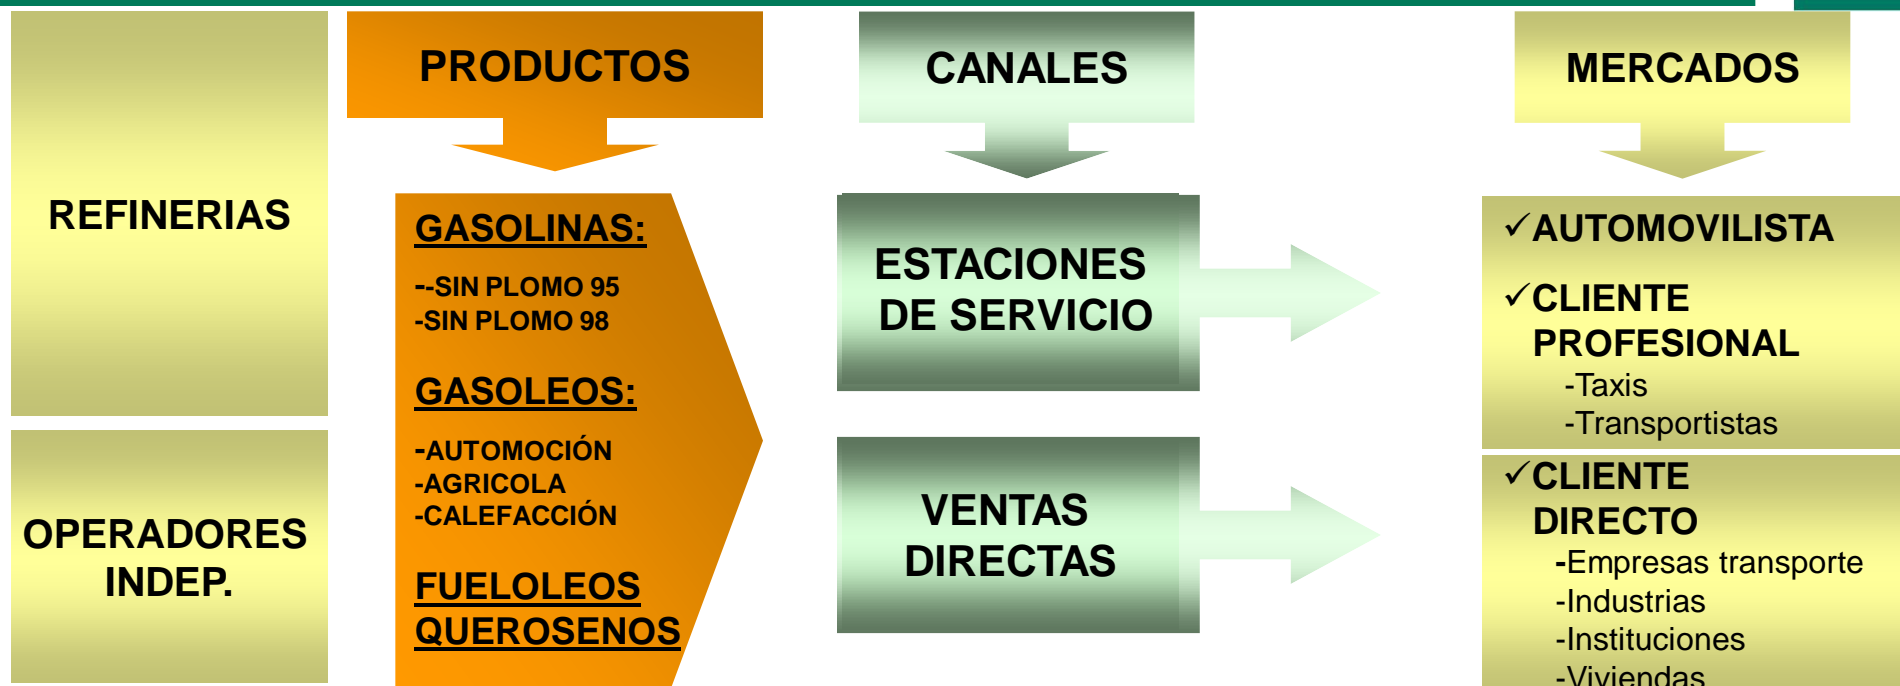 REFINERIAS
OPERADORES
INDEP.
PRODUCTOS
GASOLINAS:
--SIN PLOMO 95
-SIN PLOMO 98
GASOLEOS:
-AUTOMOCIÓN
-AGRICOLA
-CALEFACCIÓN
FUELOLEOS
QUEROSENOS
CANALES
ESTACIONES
DE SERVICIO
VENTAS
DIRECTAS
MERCADOS
✓AUTOMOVILISTA
✓CLIENTE
PROFESIONAL
-Taxis
-Transportistas
✓CLIENTE
DIRECTO
-Empresas transporte
-Industrias
-Instituciones
-Viviendas